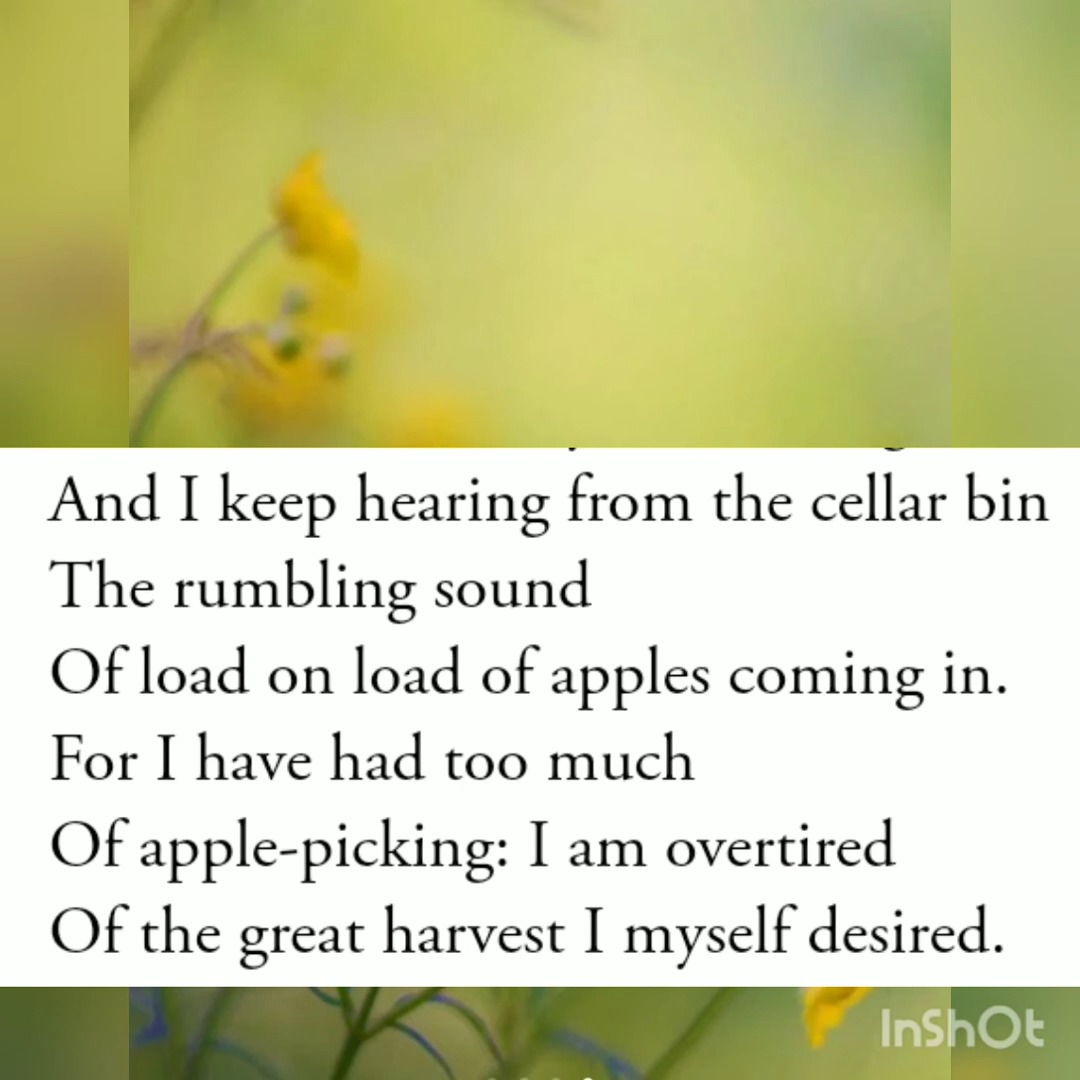 And I keep hearing from the cellar bin
The rumbling sound
Of load on load of apples coming in.
For I have had too much
Of apple-picking: I am overtired
Of the great harvest I myself desired.
InShOt